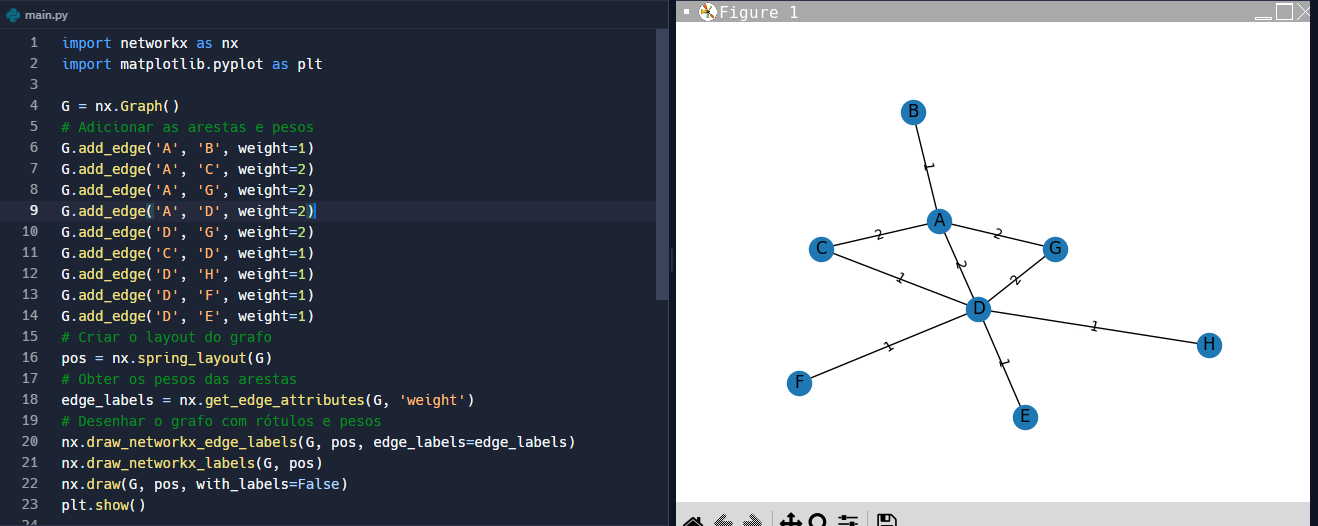 main.py
1 import networkx as nx
2 import matplotlib.pyplot as plt
3
4 G = nx.Graph()
5 # Adicionar as arestas e pesos
6 G.add_edge('A', 'B', weight=1)
7 G.add_edge('A', 'C', weight=2)
8 G.add_edge('A', 'G', weight=2)
9 G.add_edge('A', 'D', weight=2)
10 G.add_edge('D', 'G', weight=2)
11 G.add_edge('C', 'D', weight=1)
12 G.add_edge('D', 'H', weight=1)
13 G.add_edge('D', 'F', weight=1)
14 G.add_edge('D', 'E', weight=1)
15 # Criar o layout do grafo
16 pos = nx.spring_layout(G)
17 # Obter os pesos das arestas
18 edge_labels = nx.get_edge_attributes(G, 'weight')
19 # Desenhar o grafo com rótulos e pesos
20 nx.draw_networkx_edge_labels(G, pos, edge_labels=edge_labels)
21 nx.draw_networkx_labels(G, pos)
22 nx.draw(G, pos, with_labels=False)
23 plt.show()
24
Figure 1
B
1
A
2
2
C
G
2
1
2
D
1
H
1
1
F
E